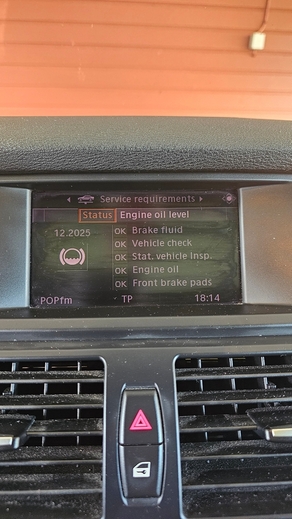 Service requirements
Status Engine oil level
12.2025 OK Brake fluid
OK Vehicle check
OK Stat. vehicle Insp.
OK Engine oil
OK Front brake pads
POPfm TP 18:14